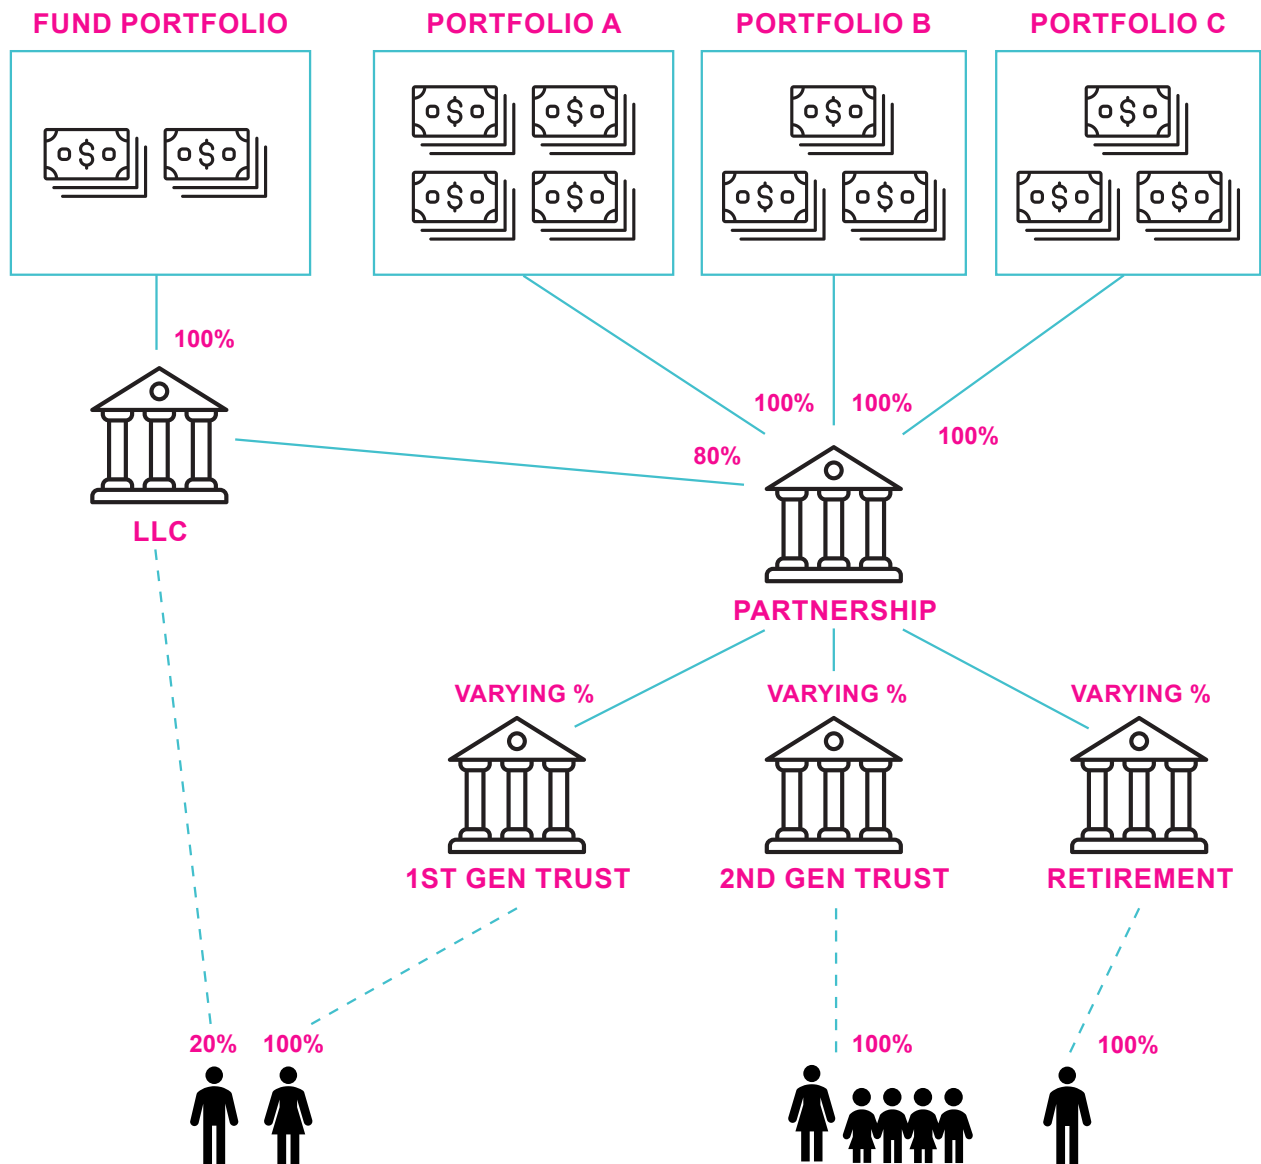 FUND PORTFOLIO
PORTFOLIO A
PORTFOLIO B
PORTFOLIO C
$ $
$ $
$ $
$
$ $
$
$ $
100%
100%
100%
100%
80%
LLC
PARTNERSHIP
VARYING %
VARYING %
VARYING %
1ST GEN TRUST
2ND GEN TRUST
RETIREMENT
20%
100%
100%
100%